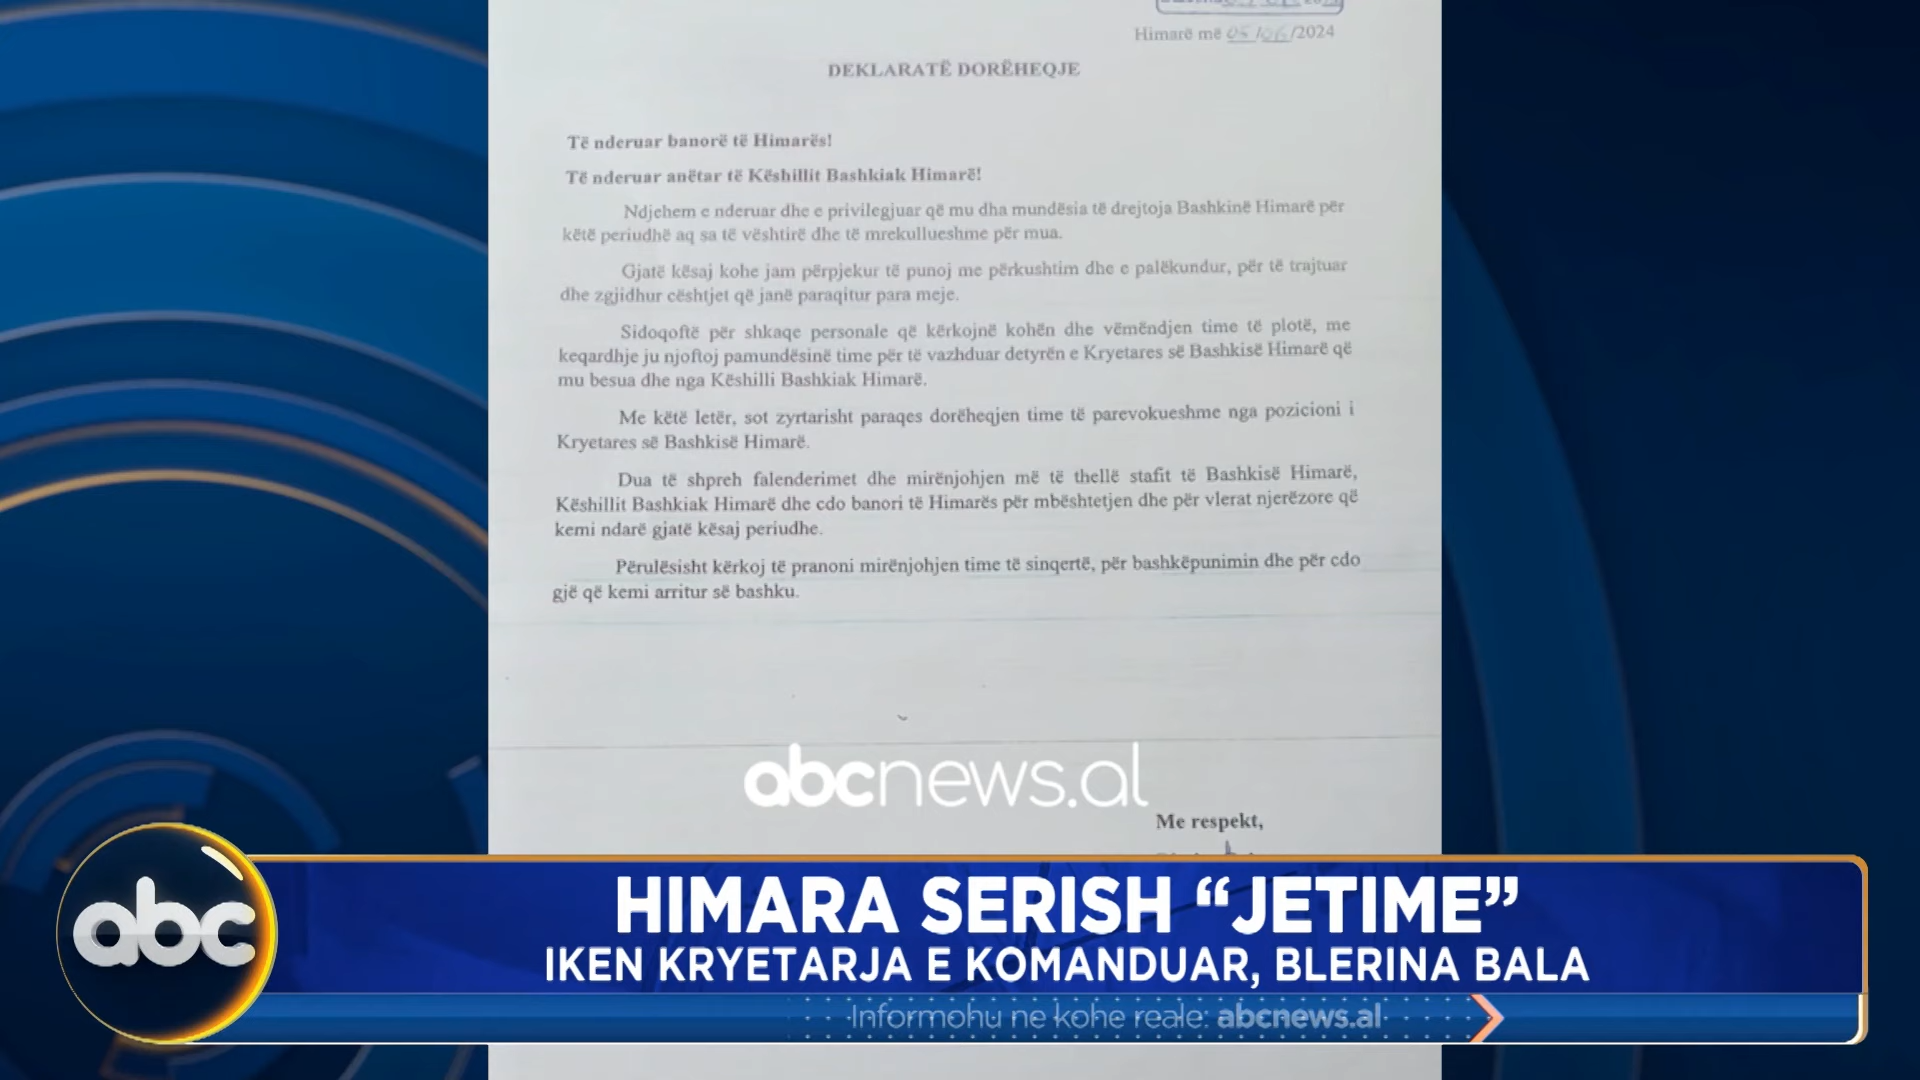 Himarë më 05/06/2024
DEKLARATË DORËHEQJE
Të nderuar banorë të Himarës!
Të nderuar anëtar të Këshillit Bashkiak Himarë!
Ndjehem e nderuar dhe e privilegjuar që mu dha mundësia të drejtoja Bashkinë Himarë për
këtë periudhë aq sa të vështirë dhe të mrekullueshme për mua.
Gjatë kësaj kohe jam përpjekur të punoj me përkushtim dhe e palëkundur, për të trajtuar
dhe zgjidhur cështjet që janë paraqitur para meje.
Sidoqoftë për shkaqe personale që kërkojnë kohën dhe vëmëndjen time të plotë, me
keqardhje ju njoftoj pamundësinë time për të vazhduar detyrën e Kryetares së Bashkisë Himarë që
mu besua dhe nga Këshilli Bashkiak Himarë.
Me këtë letër, sot zyrtarisht paraqes dorëheqjen time të parevokueshme nga pozicioni i
Kryetares së Bashkisë Himarë.
Dua të shpreh falenderimet dhe mirënjohjen më të thellë stafit të Bashkisë Himarë,
Këshillit Bashkiak Himarë dhe cdo banori të Himarës për mbështetjen dhe për vlerat njerëzore që
kemi ndarë gjatë kësaj periudhe.
Përulësisht kërkoj të pranoni mirënjohjen time të sinqertë, për bashkëpunimin dhe për cdo
gjë që kemi arritur së bashku.
abcnews.al
Me respekt,
abc
HIMARA SERISH “JETIME”
IKEN KRYETARJA E KOMANDUAR, BLERINA BALA
Informohu ne kohe reale: abcnews.al